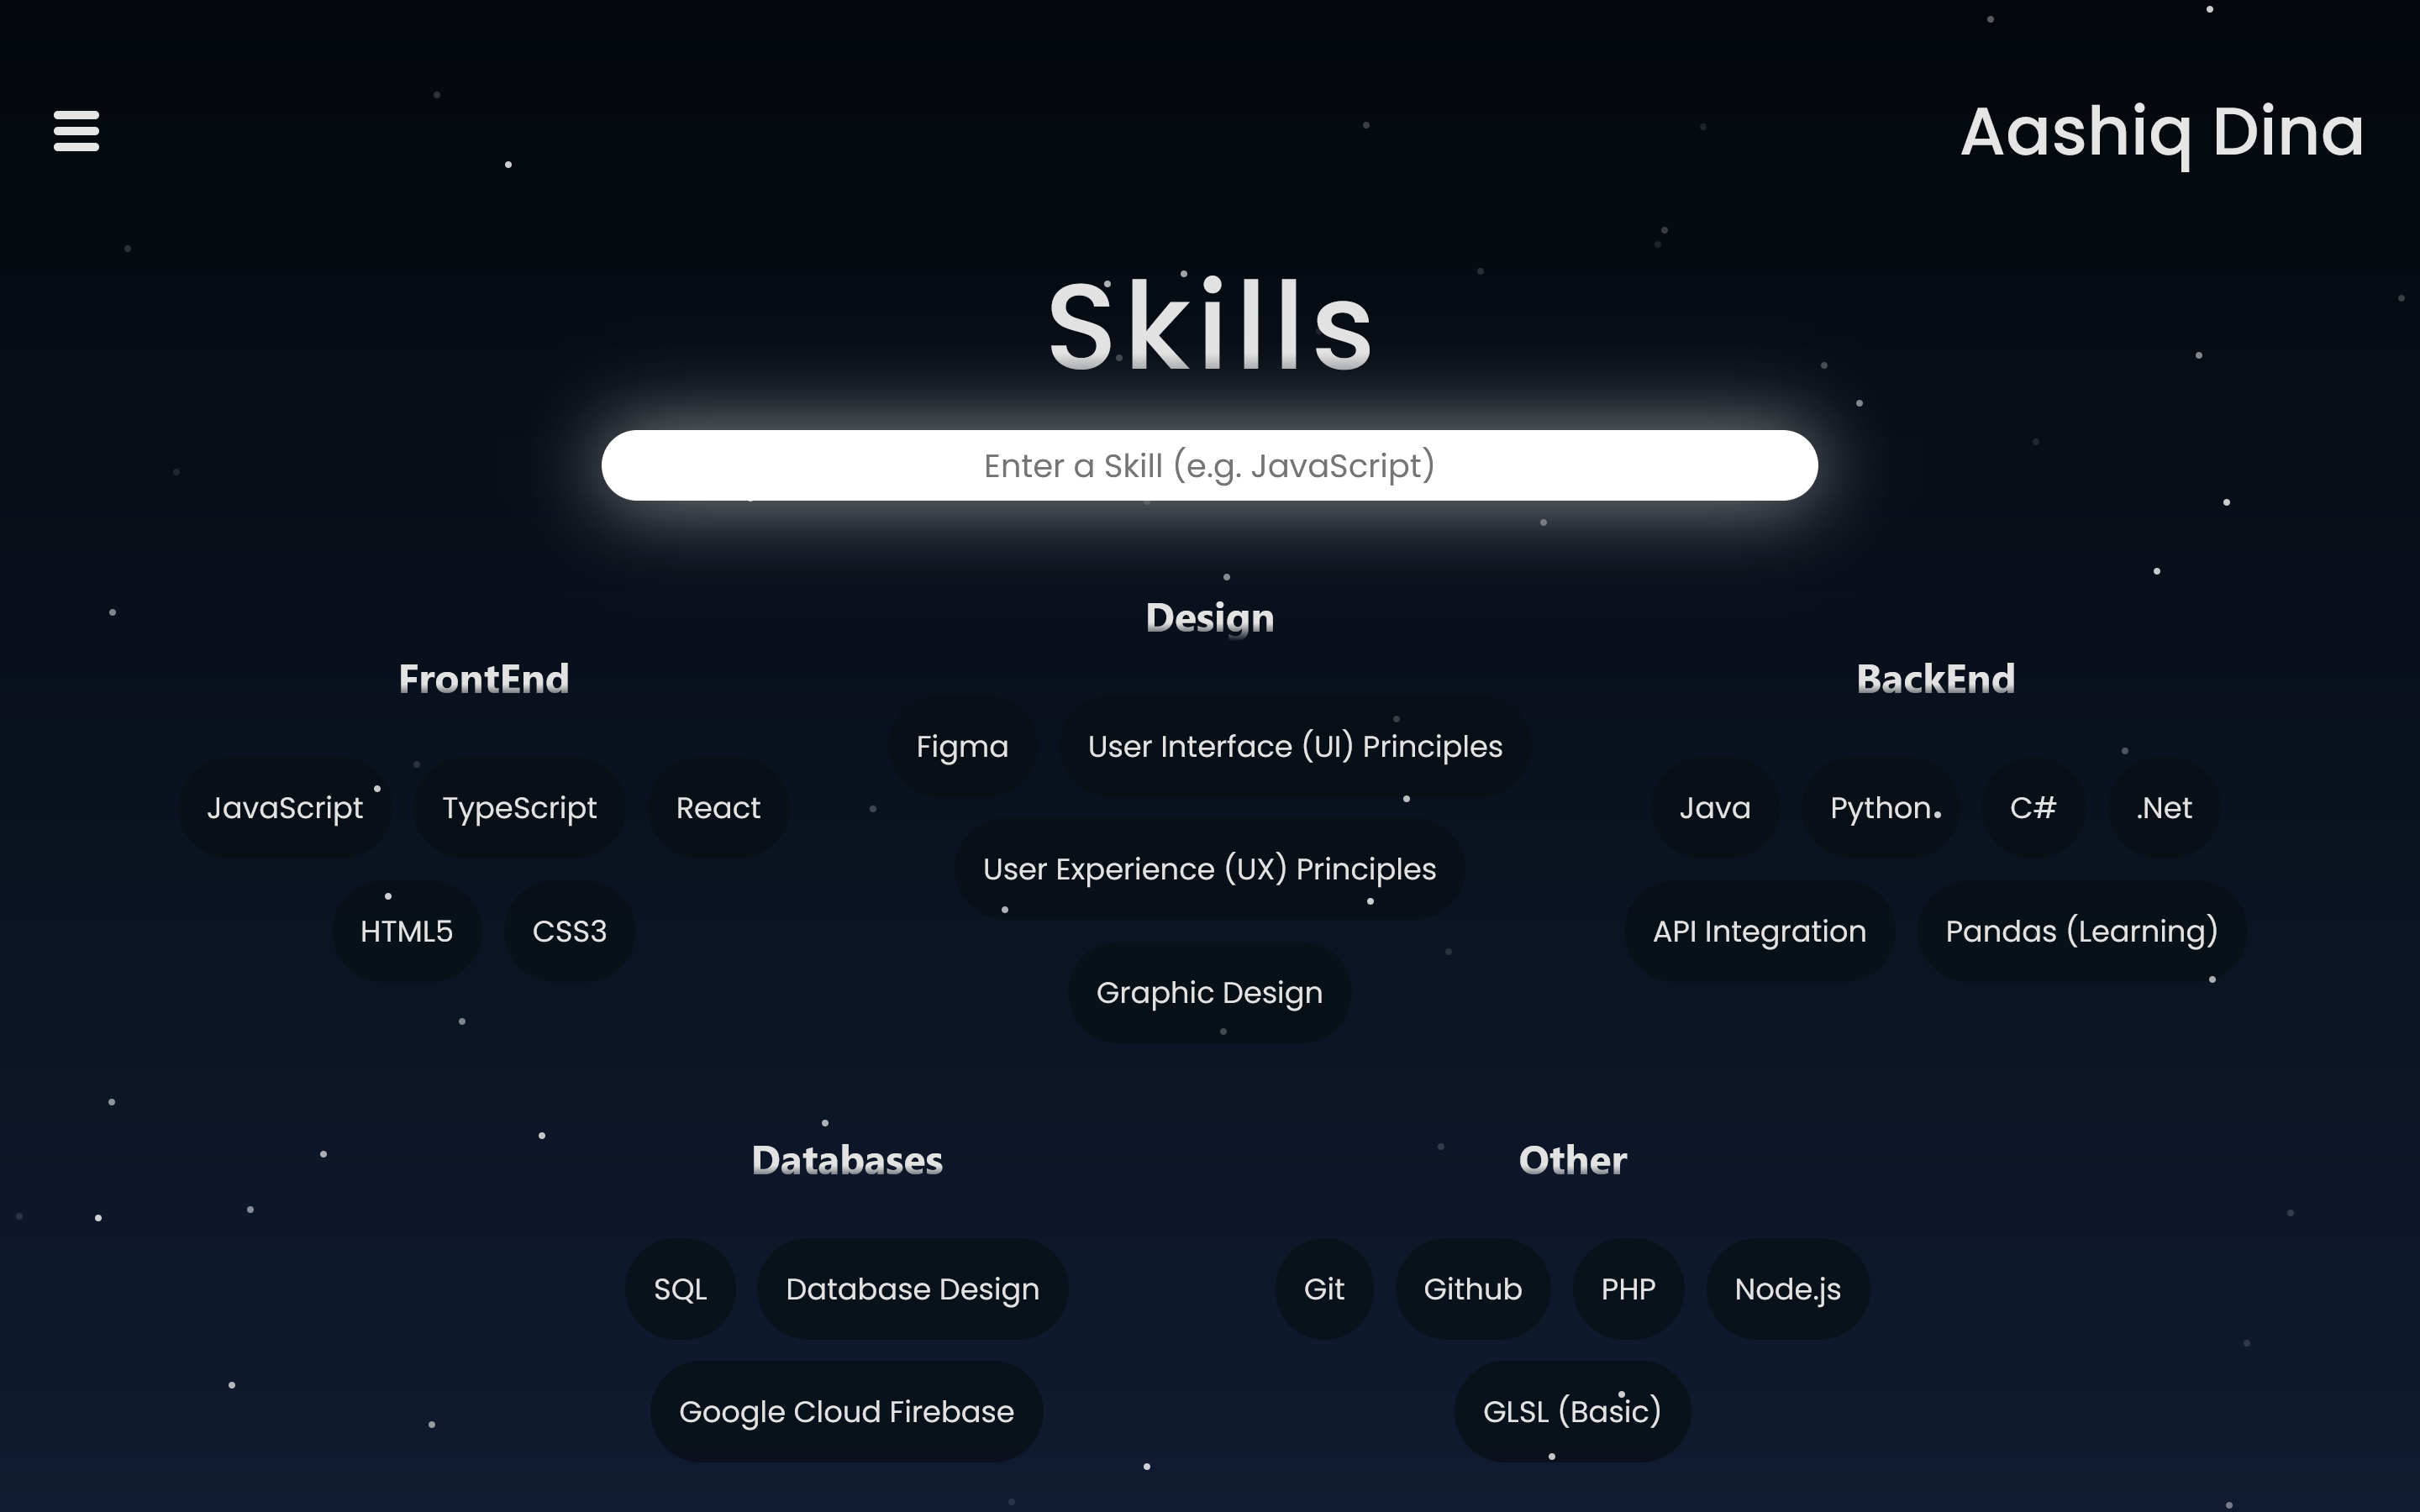 Aashiq Dina
Skills
Enter a Skill (e.g. JavaScript)
FrontEnd
JavaScript TypeScript React
HTML5 CSS3
Design
Figma User Interface (UI) Principles
User Experience (UX) Principles
Graphic Design
BackEnd
Java Python C# .Net
API Integration Pandas (Learning)
Databases
SQL Database Design
Google Cloud Firebase
Other
Git Github PHP Node.js
GLSL (Basic)